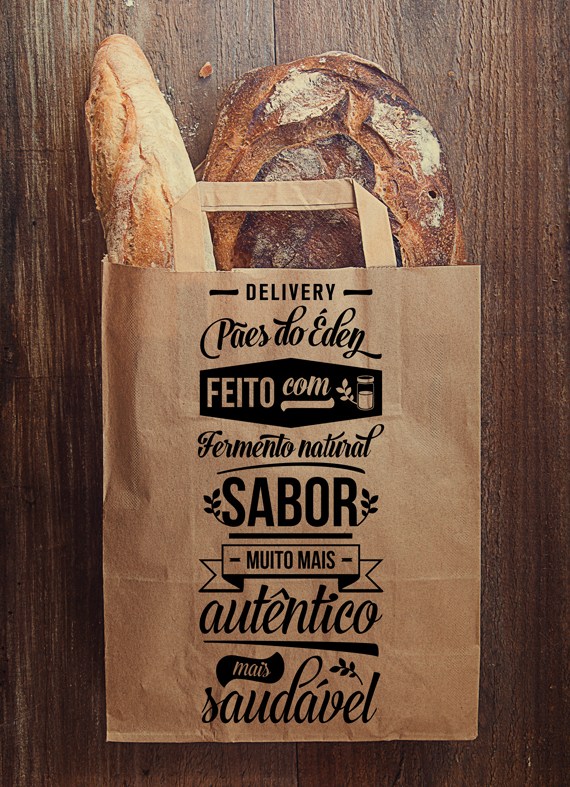 DELIVERY
Pães do Éden
FEITO com
Fermento natural
SABOR
MUITO MAIS
autêntico
mais
saudável